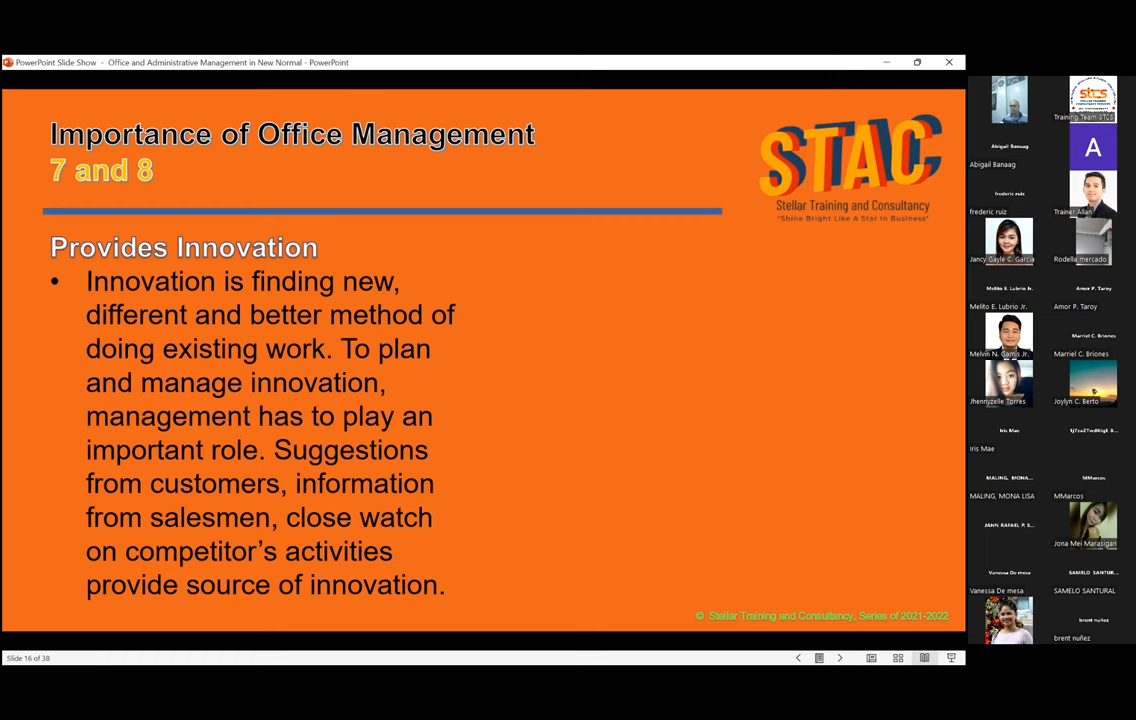 PowerPoint Slide Show - Office and Administrative Management in New Normal - PowerPoint
Importance of Office Management
7 and 8
STAC
Stellar Training and Consultancy
"Shine Bright Like A Star In Business"
Provides Innovation
• Innovation is finding new,
different and better method of
doing existing work. To plan
and manage innovation,
management has to play an
important role. Suggestions
from customers, information
from salesmen, close watch
on competitor's activities
provide source of innovation.
© Stellar Training and Consultancy, Series of 2021-2022
Slide 16 of 38
stcs
Training Team STCS
Abigail Banaag
Abigail Banaag
A
frederic ruiz
frederic ruiz
Trainer Allan
Jancy Gayle C. Garcia
Rodella mercado
Melito E. Lubrio Jr.
Amor P. Taroy
Melito E. Lubrio Jr.
Amor P. Taroy
Marriel C. Briones
Melvin N. Gamis Jr.
Marriel C. Briones
Jhennyzelle Torres
Joylyn C. Berto
Iris Mae
Iris Mae
MALING, MONA...
MMarcos
MALING, MONA LISA
MMarcos
JANN RAFAEL P. S...
Jona Mei Marasigan
Vanessa De mesa
SAMELO SANTUR...
Vanessa De mesa
SAMELO SANTURAL
brent nuñez
brent nuñez